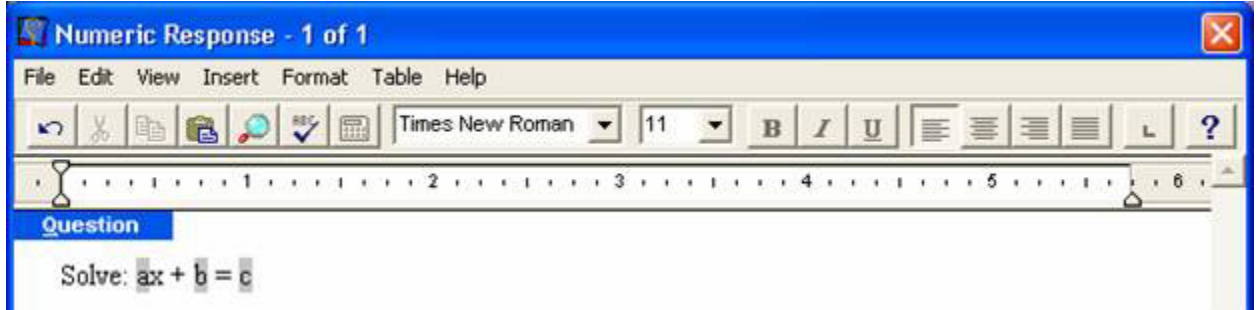 Numeric Response - 1 of 1
File Edit View Insert Format Table Help
ABC Times New Roman 11 B I U L ?
1 2 3 4 5 6
Question
Solve: ax + b = c